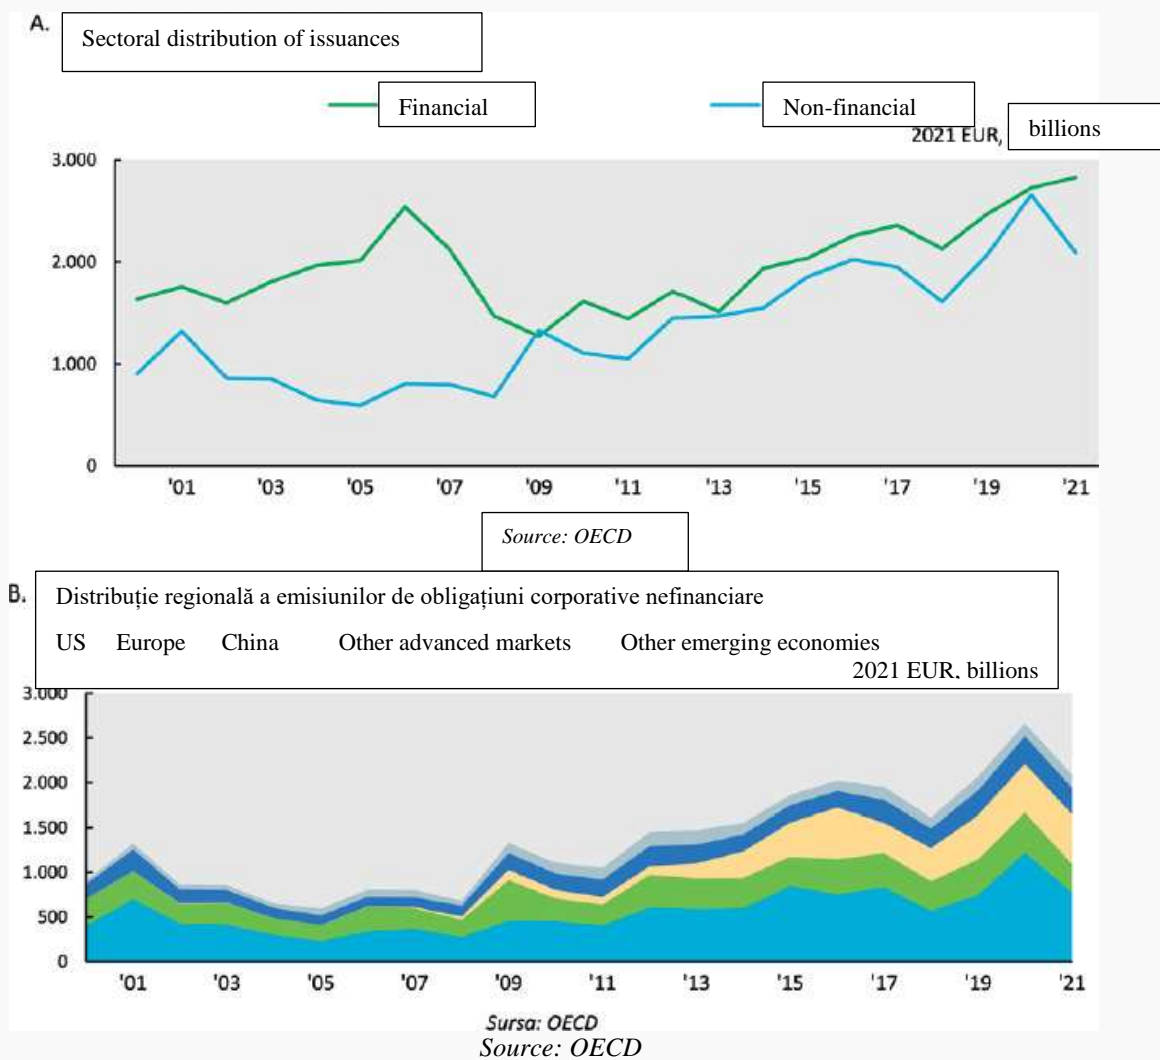 A.
Sectoral distribution of issuances
Financial Non-financial
2021 EUR, billions
3.000
2.000
1.000
0
'01 '03 '05 '07 '09 '11 '13 '15 '17 '19 '21
Source: OECD
B.
Distribuție regională a emisiunilor de obligațiuni corporative nefinanciare
US Europe China Other advanced markets Other emerging economies
2021 EUR, billions
3.000
2.500
2.000
1.500
1.000
500
0
'01 '03 '05 '07 '09 '11 '13 '15 '17 '19 '21
Sursa: OECD
Source: OECD